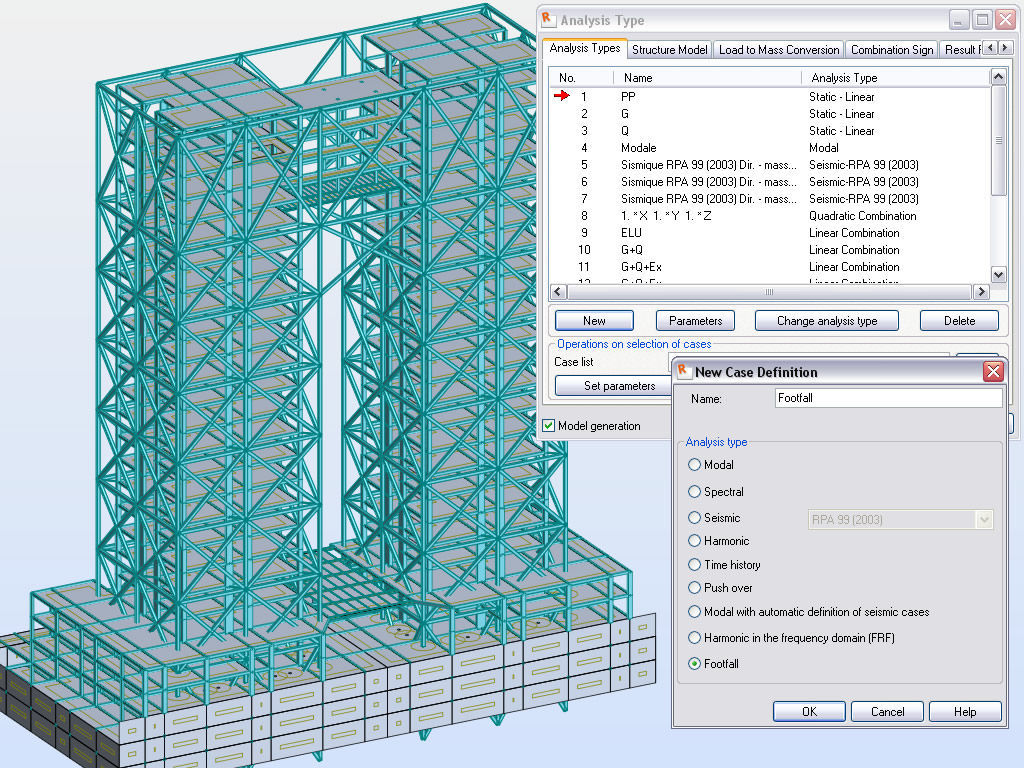 Analysis Type
Analysis Types Structure Model Load to Mass Conversion Combination Sign Result
No. Name Analysis Type
1 PP Static - Linear
2 G Static - Linear
3 Q Static - Linear
4 Modale Modal
5 Sismique RPA 99 (2003) Dir. - mass... Seismic-RPA 99 (2003)
6 Sismique RPA 99 (2003) Dir. - mass... Seismic-RPA 99 (2003)
7 Sismique RPA 99 (2003) Dir. - mass... Seismic-RPA 99 (2003)
8 1. * X 1. * Y 1. * Z Quadratic Combination
9 ELU Linear Combination
10 G+Q Linear Combination
11 G+Q+Ex Linear Combination
New Parameters Change analysis type Delete
Operations on selection of cases
Case list
Set parameters
Model generation
New Case Definition
Name: Footfall
Analysis type
Modal
Spectral
Seismic RPA 99 (2003)
Harmonic
Time history
Push over
Modal with automatic definition of seismic cases
Harmonic in the frequency domain (FRF)
Footfall
OK Cancel Help